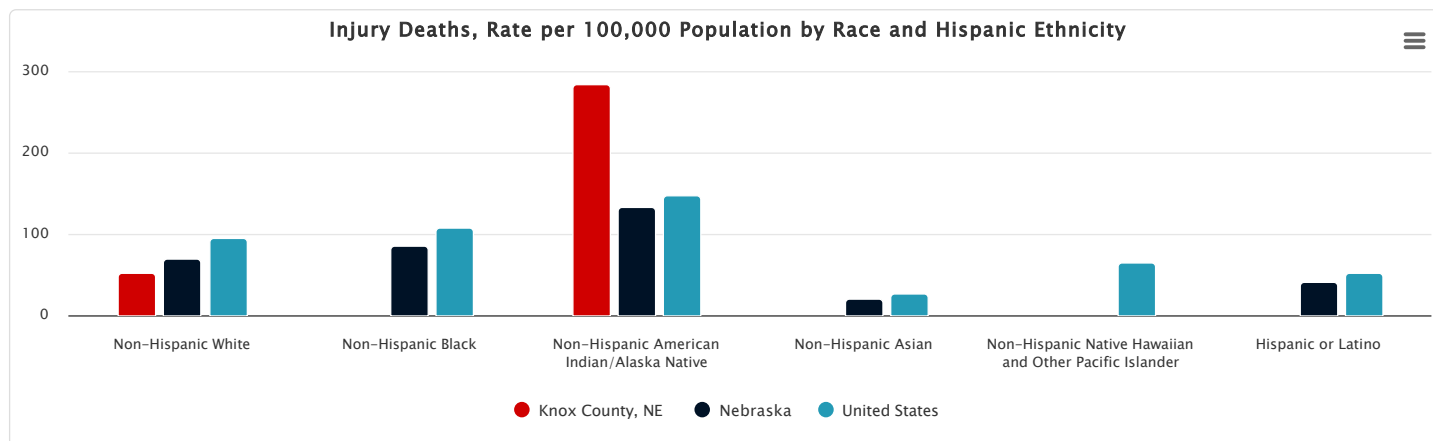 Injury Deaths, Rate per 100,000 Population by Race and Hispanic Ethnicity
300
200
100
0
Non-Hispanic White
Non-Hispanic Black
Non-Hispanic American
Indian/Alaska Native
Non-Hispanic Asian
Non-Hispanic Native Hawaiian
and Other Pacific Islander
Hispanic or Latino
Knox County, NE
Nebraska
United States